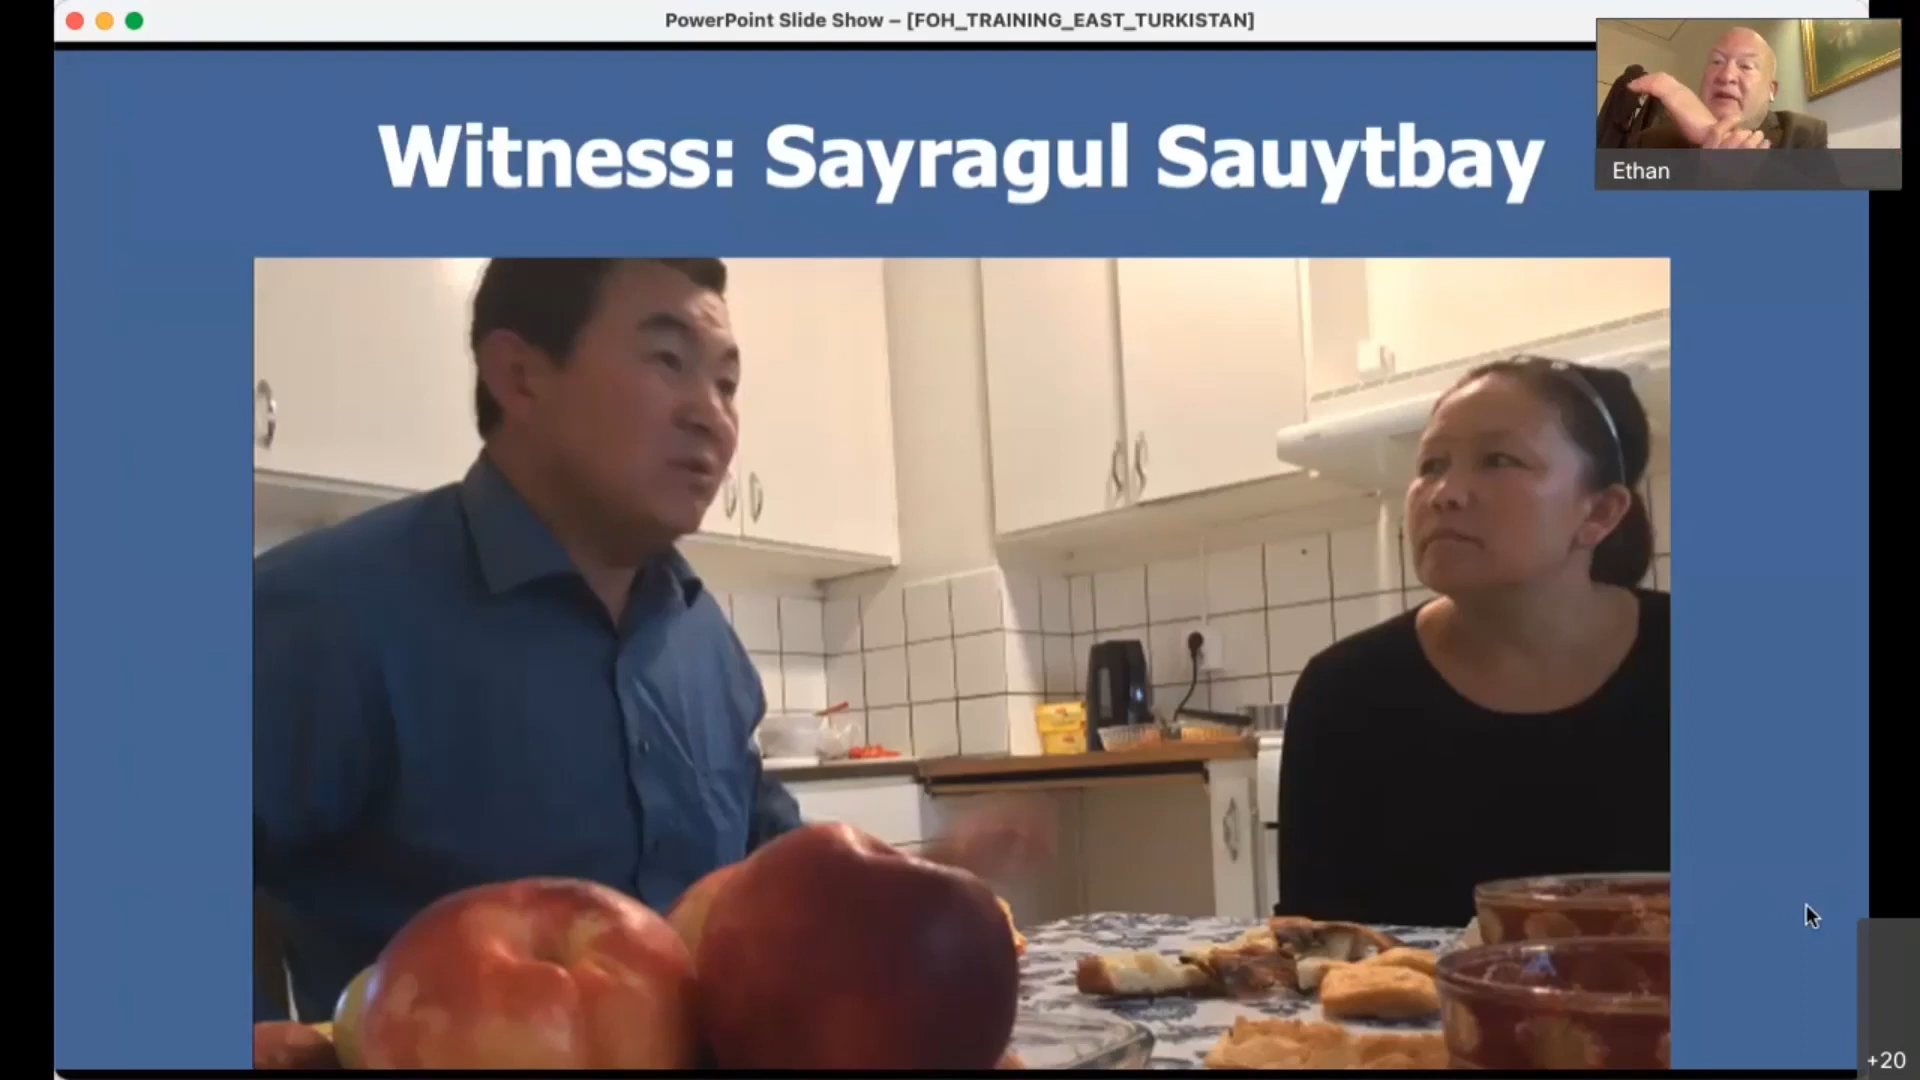 PowerPoint Slide Show – [FOH_TRAINING_EAST_TURKISTAN]
Witness: Sayragul Sauytbay
Ethan
+20